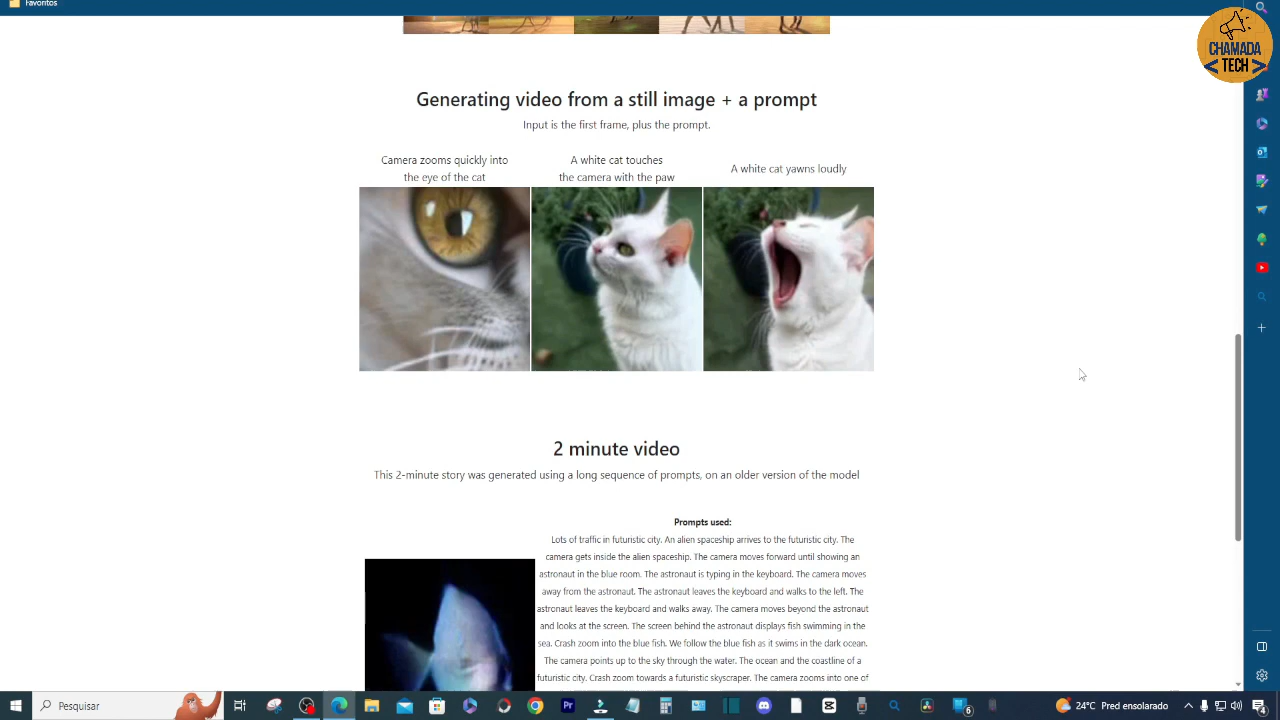 Favoritos
CHAMADA
< TECH >
Generating video from a still image + a prompt
Input is the first frame, plus the prompt.
Camera zooms quickly into
the eye of the cat
A white cat touches
the camera with the paw
A white cat yawns loudly
2 minute video
This 2-minute story was generated using a long sequence of prompts, on an older version of the model
Prompts used:
Lots of traffic in futuristic city. An alien spaceship arrives to the futuristic city. The
camera gets inside the alien spaceship. The camera moves forward until showing an
astronaut in the blue room. The astronaut is typing in the keyboard. The camera moves
away from the astronaut. The astronaut leaves the keyboard and walks to the left. The
astronaut leaves the keyboard and walks away. The camera moves beyond the astronaut
and looks at the screen. The screen behind the astronaut displays fish swimming in the
sea. Crash zoom into the blue fish. We follow the blue fish as it swims in the dark ocean.
The camera points up to the sky through the water. The ocean and the coastline of a
futuristic city. Crash zoom towards a futuristic skyscraper. The camera zooms into one of
Pesquisar
Pr
6
24°C Pred ensolarado
4